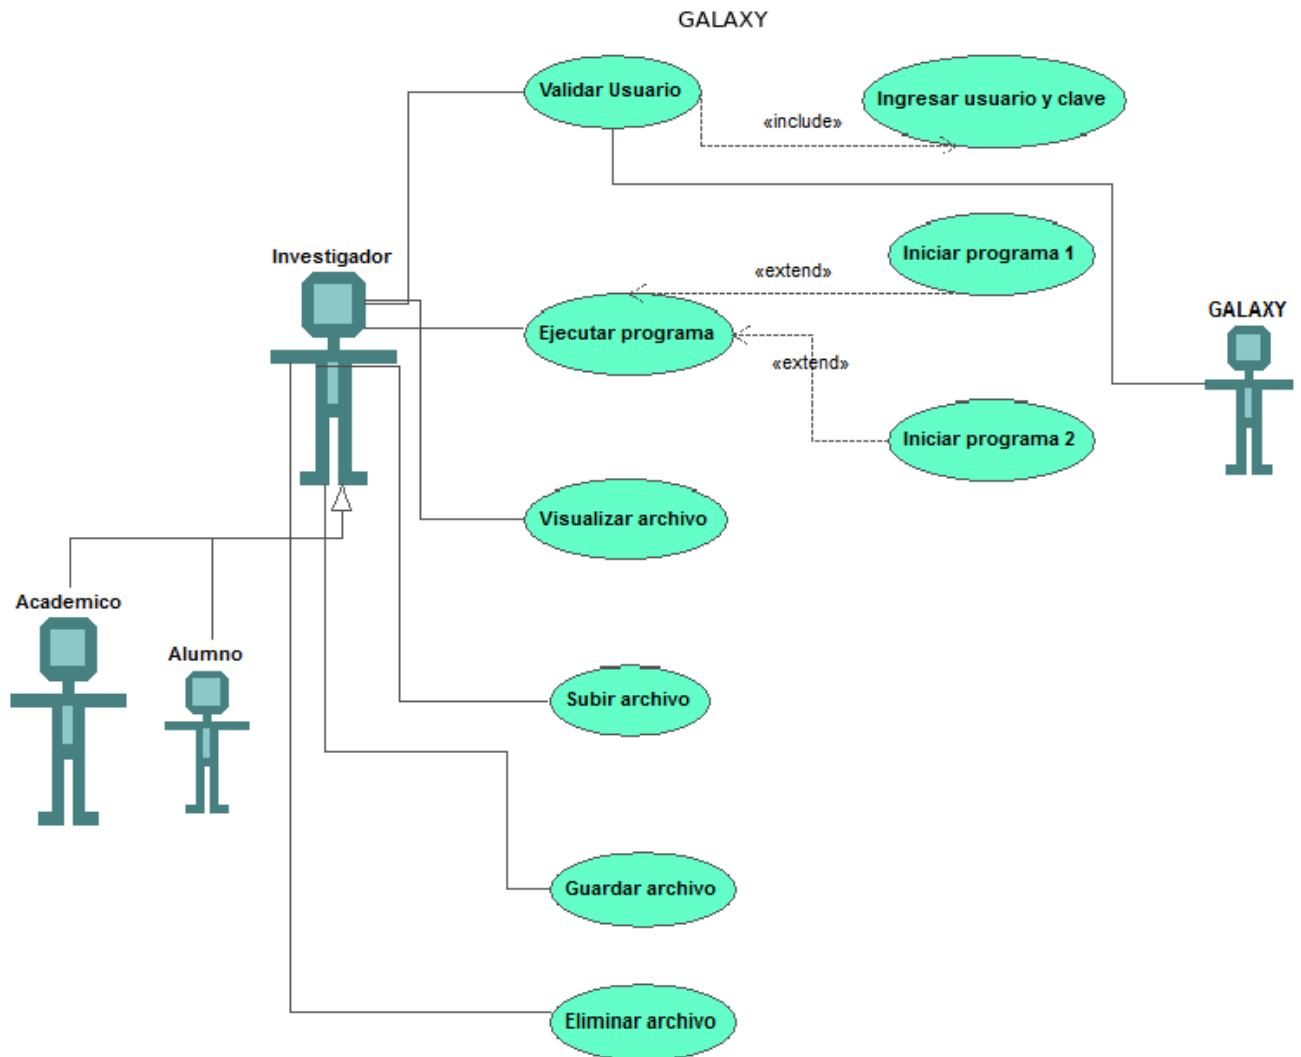 GALAXY
Validar Usuario
Ingresar usuario y clave
«include»
Investigador
Iniciar programa 1
«extend»
GALAXY
Ejecutar programa
«extend»
Iniciar programa 2
Visualizar archivo
Academico
Alumno
Subir archivo
Guardar archivo
Eliminar archivo